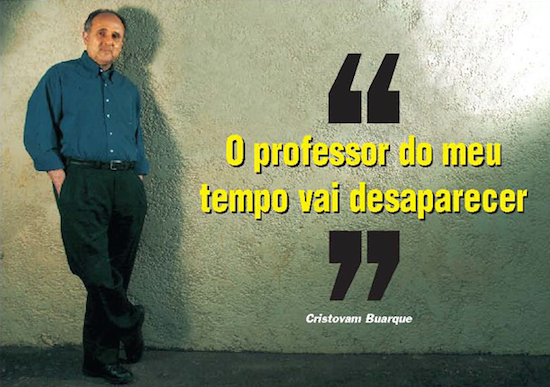 “
O professor do meu
tempo vai desaparecer
”
Cristovam Buarque